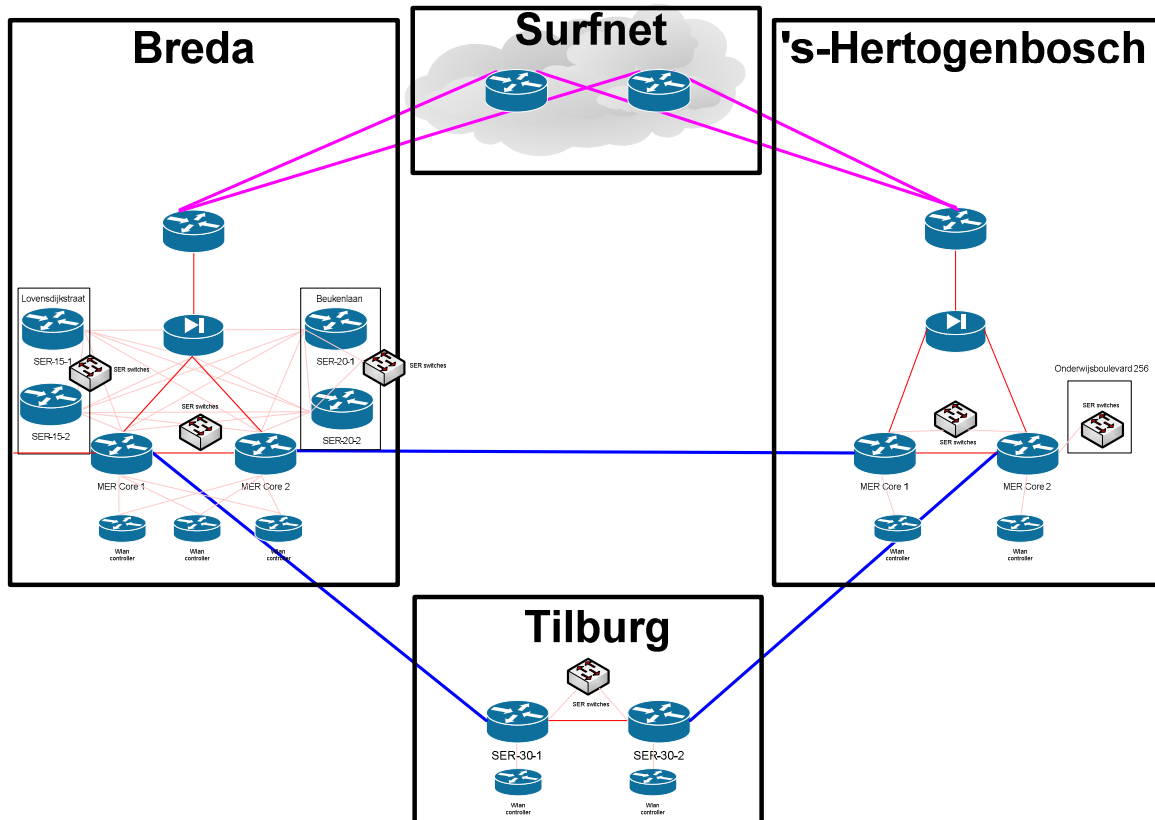 Breda
Surfnet
's-Hertogenbosch
Lovensdijkstraat
SER-15-1
SER switches
SER-15-2
Beukenlaan
SER-20-1
SER switches
SER-20-2
SER switches
MER Core 1
MER Core 2
Wlan
controller
Wlan
controller
Wlan
controller
Onderwijsboulevard 256
SER switches
MER Core 1
MER Core 2
Wlan
controller
Wlan
controller
Tilburg
SER switches
SER-30-1
SER-30-2
Wlan
controller
Wlan
controller